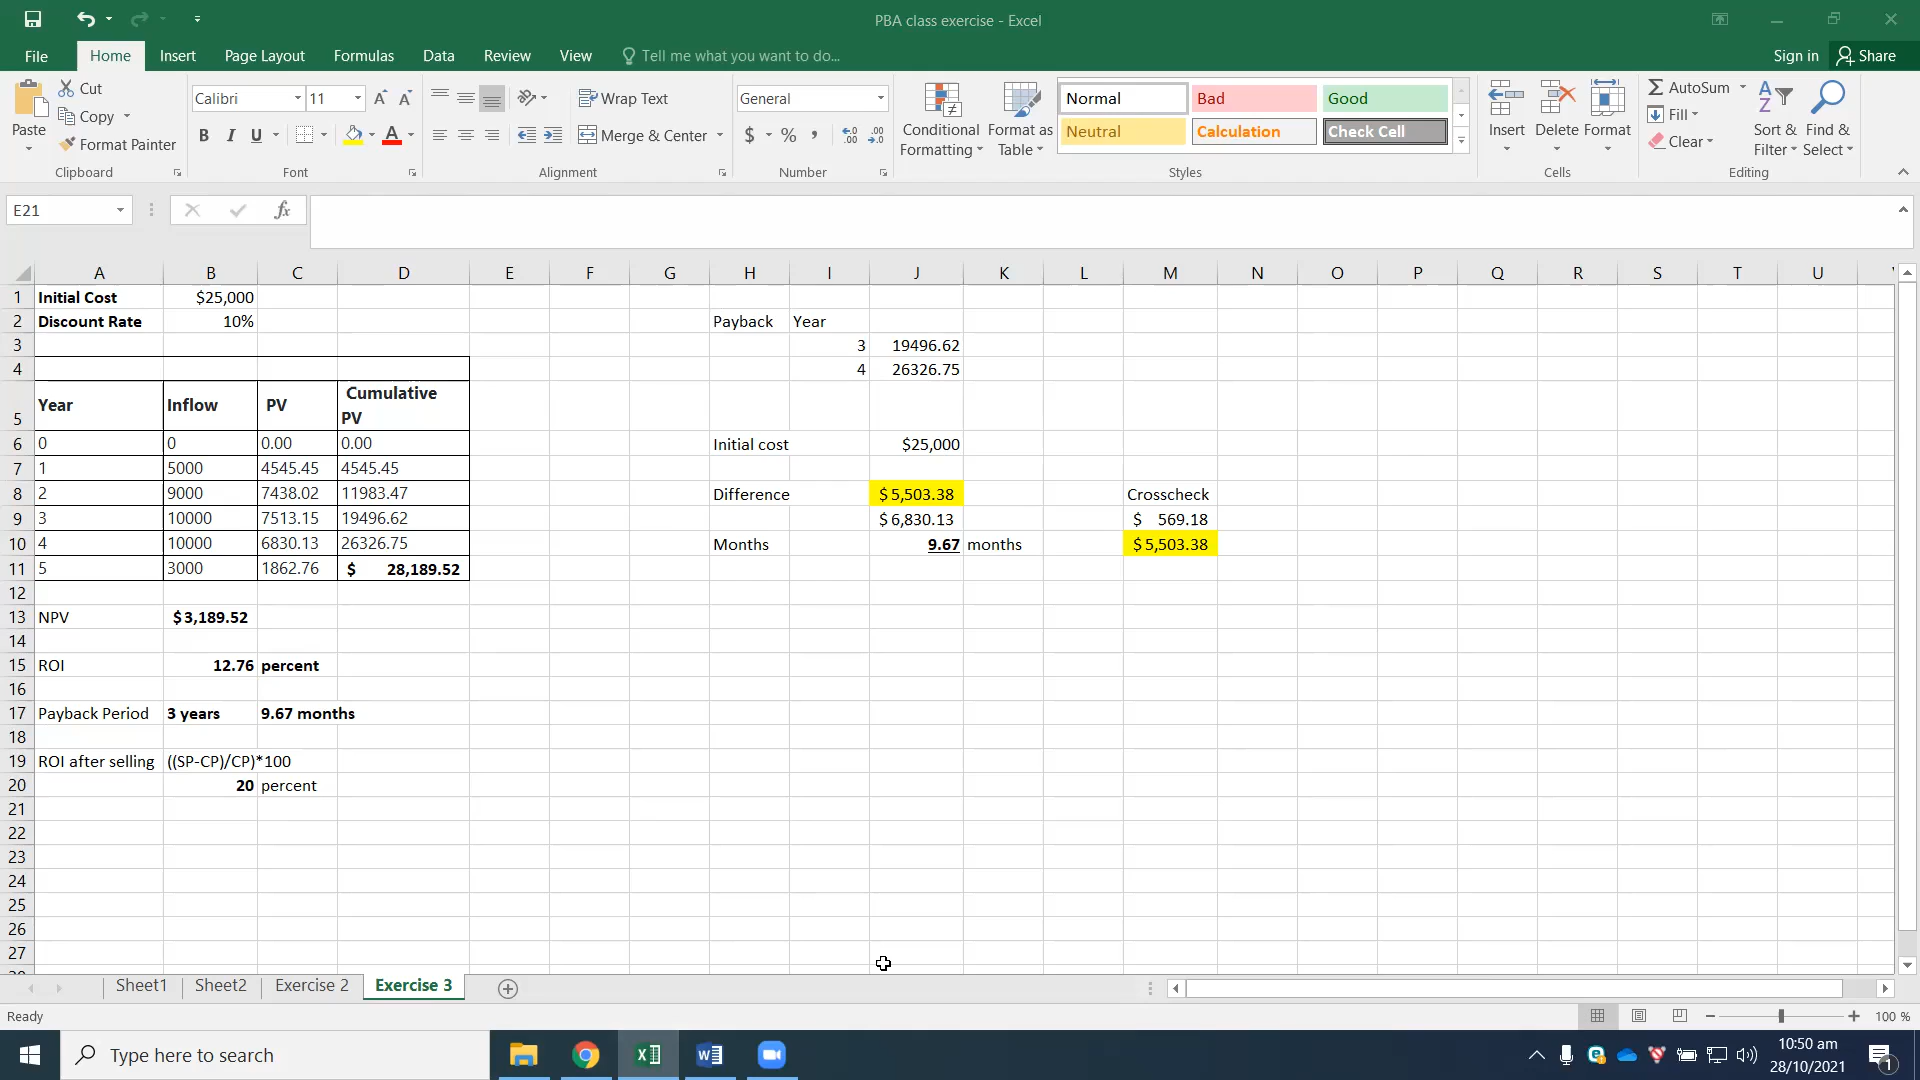 PBA class exercise - Excel
File Home Insert Page Layout Formulas Data Review View Tell me what you want to do... Sign in Share
Paste
Cut
Copy
Format Painter
Clipboard
Calibri 11 A A
B I U A
Font
Wrap Text
Merge & Center
Alignment
General
$ % ,
Number
Conditional Formatting
Format as Table
Normal Bad Good
Neutral Calculation Check Cell
Styles
Insert Delete Format
Cells
AutoSum
Fill
Clear
Sort & Filter
Find & Select
Editing
E21 fx
A B C D E F G H I J K L M N O P Q R S T U
1 Initial Cost $25,000
2 Discount Rate 10% Payback Year
3 3 19496.62
4 4 26326.75
5 Year Inflow PV Cumulative PV
6 0 0 0.00 0.00 Initial cost $25,000
7 1 5000 4545.45 4545.45
8 2 9000 7438.02 11983.47 Difference $ 5,503.38 Crosscheck
9 3 10000 7513.15 19496.62 $ 6,830.13 $ 569.18
10 4 10000 6830.13 26326.75 Months 9.67 months $ 5,503.38
11 5 3000 1862.76 $ 28,189.52
12
13 NPV $ 3,189.52
14
15 ROI 12.76 percent
16
17 Payback Period 3 years 9.67 months
18
19 ROI after selling ((SP-CP)/CP)*100
20 20 percent
21
22
23
24
25
26
27
Sheet1 Sheet2 Exercise 2 Exercise 3
Ready 100 %
Type here to search
10:50 am
28/10/2021
1